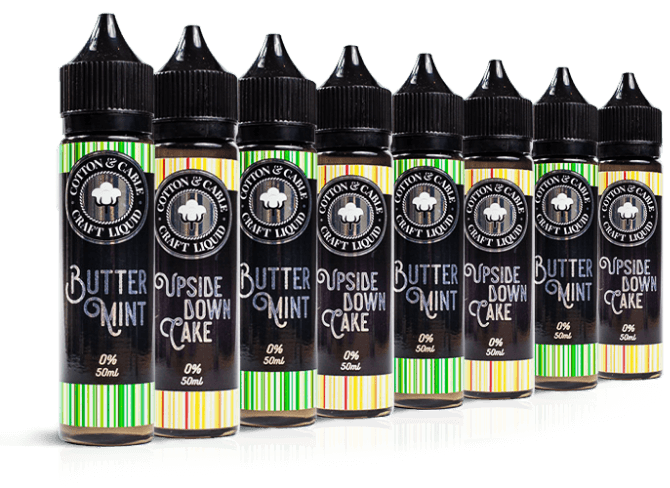 COTTON & CABLE
CRAFT LIQUID
BUTTER
MINT
0%
50ml
COTTON & CABLE
CRAFT LIQUID
UPSIDE
DOWN
CAKE
0%
50ml
COTTON & CABLE
CRAFT LIQUID
BUTTER
MINT
0%
50ml
COTTON & CABLE
CRAFT LIQUID
UPSIDE
DOWN
CAKE
0%
50ml
COTTON & CABLE
CRAFT LIQUID
BUTTER
MINT
0%
50ml
COTTON & CABLE
CRAFT LIQUID
UPSIDE
DOWN
CAKE
0%
50ml
COTTON & CABLE
CRAFT LIQUID
BUTTER
MINT
0%
50ml
COTTON & CABLE
CRAFT LIQUID
UPSIDE
DOWN
CAKE
0%
50ml